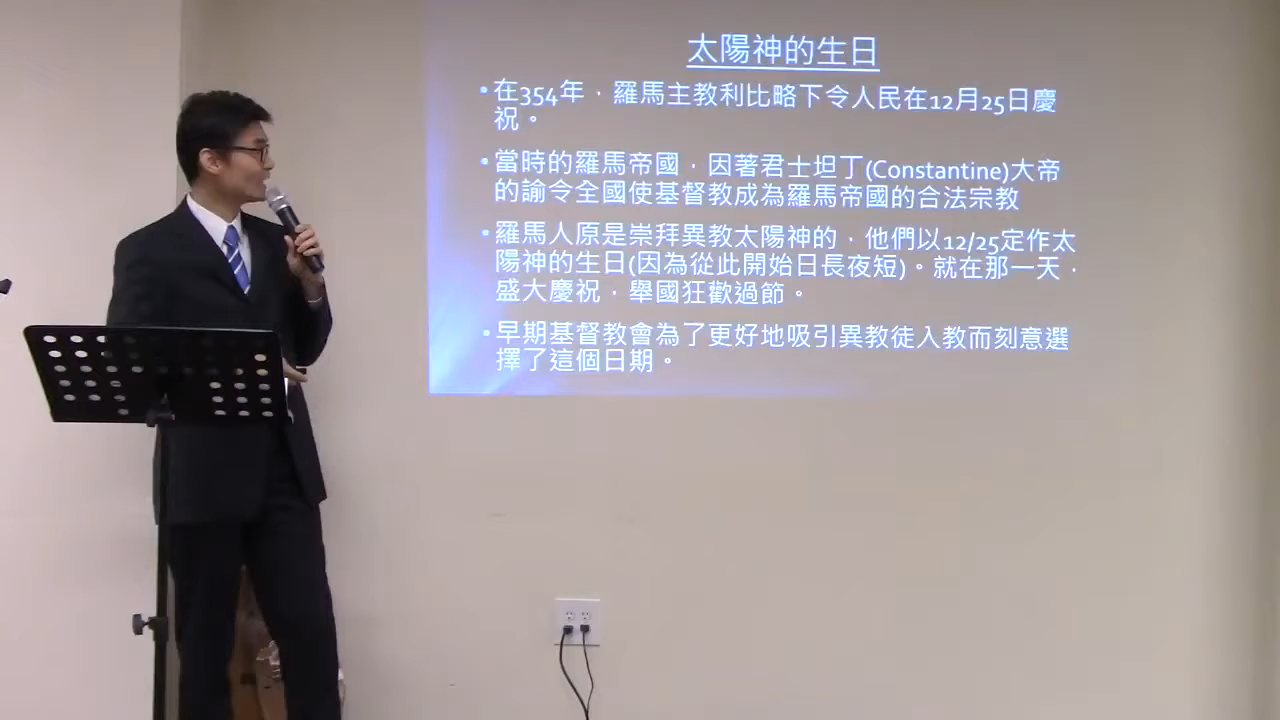 太陽神的生日
•在354年，羅馬主教利比略下令人民在12月25日慶
祝。
•當時的羅馬帝國，因著君士坦丁(Constantine)大帝
的諭令全國使基督教成為羅馬帝國的合法宗教
•羅馬人原是崇拜異教太陽神的，他們以12/25定作太
陽神的生日(因為從此開始日長夜短)。就在那一天，
盛大慶祝，舉國狂歡過節。
•早期基督教會為了更好地吸引異教徒入教而刻意選
擇了這個日期。